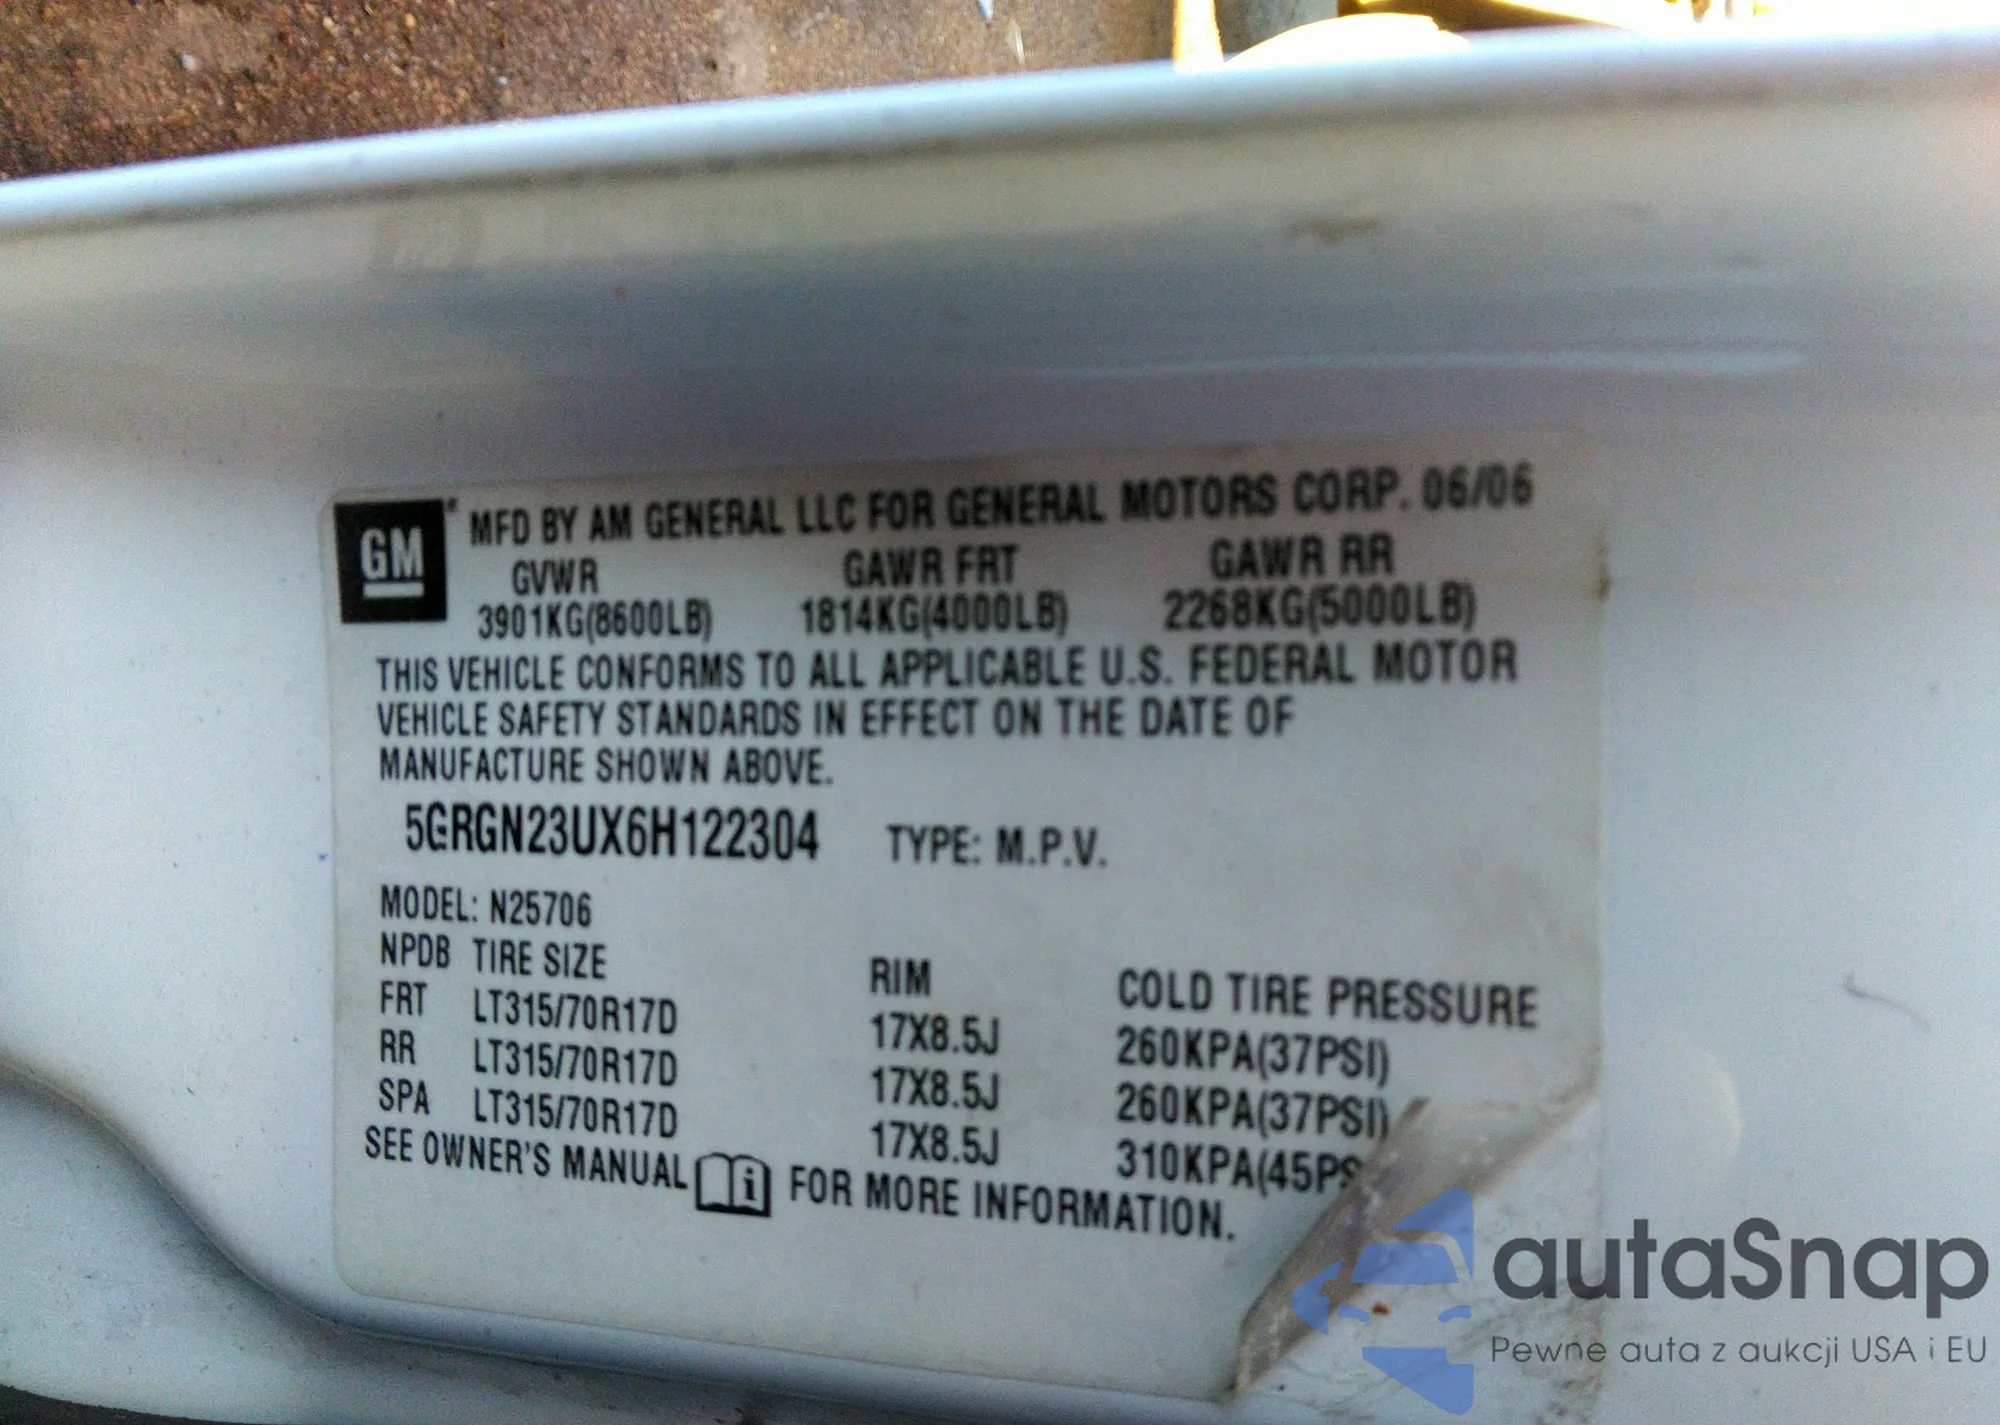 GM MFD BY AM GENERAL LLC FOR GENERAL MOTORS CORP. 06/06
GVWR GAWR FRT GAWR RR
3901KG(8600LB) 1814KG(4000LB) 2268KG(5000LB)
THIS VEHICLE CONFORMS TO ALL APPLICABLE U.S. FEDERAL MOTOR
VEHICLE SAFETY STANDARDS IN EFFECT ON THE DATE OF
MANUFACTURE SHOWN ABOVE.
5GRGN23UX6H122304 TYPE: M.P.V.
MODEL: N25706
NPDB TIRE SIZE RIM COLD TIRE PRESSURE
FRT LT315/70R17D 17X8.5J 260KPA(37PSI)
RR LT315/70R17D 17X8.5J 260KPA(37PSI)
SPA LT315/70R17D 17X8.5J 310KPA(45PS
SEE OWNER'S MANUAL i FOR MORE INFORMATION.
autaSnap
Pewne auta z aukcji USA i EU